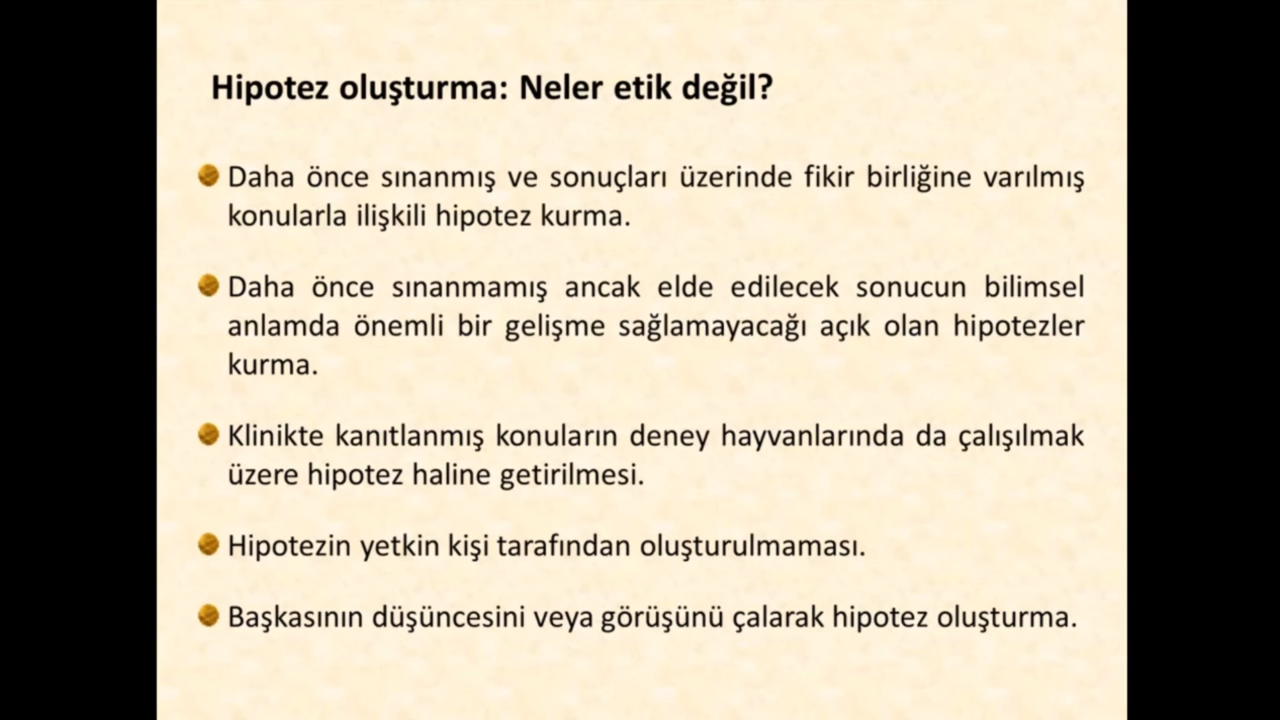 Hipotez oluşturma: Neler etik değil?
Daha önce sınanmış ve sonuçları üzerinde fikir birliğine varılmış
konularla ilişkili hipotez kurma.
Daha önce sınanmamış ancak elde edilecek sonucun bilimsel
anlamda önemli bir gelişme sağlamayacağı açık olan hipotezler
kurma.
Klinikte kanıtlanmış konuların deney hayvanlarında da çalışılmak
üzere hipotez haline getirilmesi.
Hipotezin yetkin kişi tarafından oluşturulmaması.
Başkasının düşüncesini veya görüşünü çalarak hipotez oluşturma.